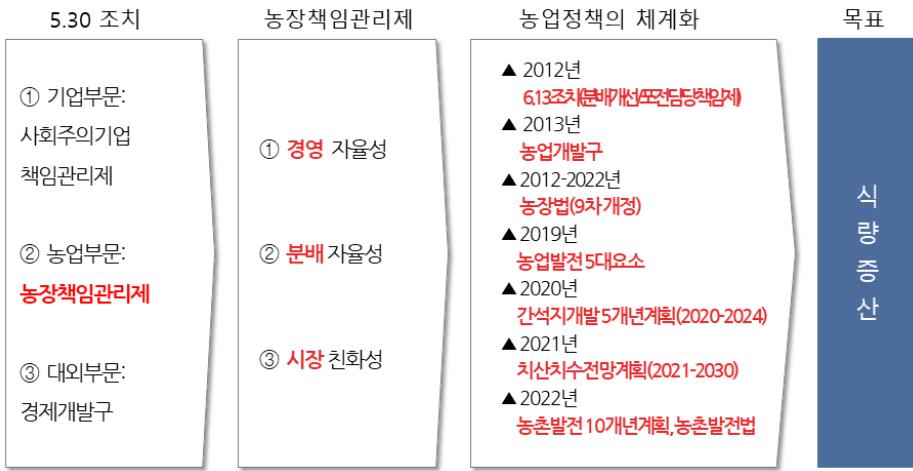 5.30 조치
① 기업부문:
사회주의기업
책임관리제
② 농업부문:
농장책임관리제
③ 대외부문:
경제개발구
농장책임관리제
① 경영 자율성
② 분배 자율성
③ 시장 친화성
농업정책의 체계화
▲ 2012년
6.13조치(분배개선/포전담당책임제)
▲ 2013년
농업개발구
▲ 2012-2022년
농장법(9차 개정)
▲ 2019년
농업발전 5대요소
▲ 2020년
간석지개발 5개년계획(2020-2024)
▲ 2021년
치산치수전망계획(2021-2030)
▲ 2022년
농촌발전 10개년계획, 농촌발전법
목표
식
량
증
산